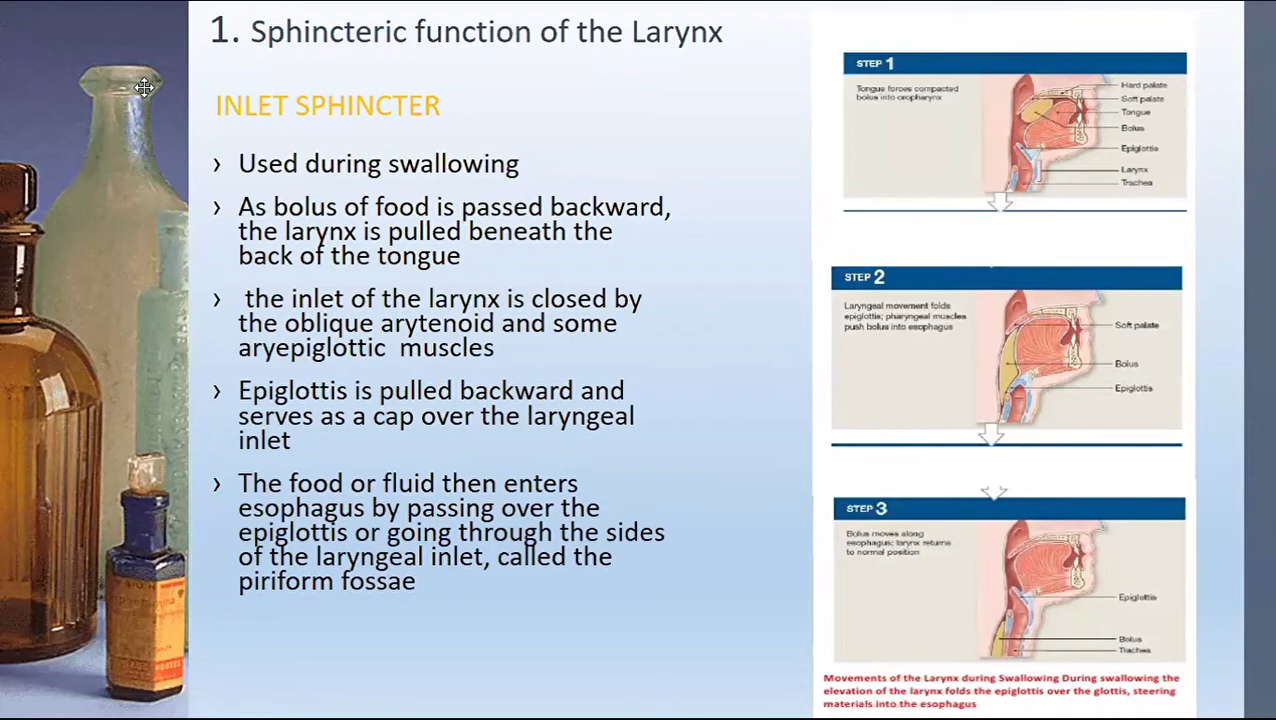 1. Sphincteric function of the Larynx
INLET SPHINCTER
› Used during swallowing
› As bolus of food is passed backward,
the larynx is pulled beneath the
back of the tongue
› the inlet of the larynx is closed by
the oblique arytenoid and some
aryepiglottic muscles
› Epiglottis is pulled backward and
serves as a cap over the laryngeal
inlet
› The food or fluid then enters
esophagus by passing over the
epiglottis or going through the sides
of the laryngeal inlet, called the
piriform fossae
STEP 1
Tongue forces compacted
bolus into oropharynx
Hard palate
Soft palate
Tongue
Bolus
Epiglottis
Larynx
Trachea
STEP 2
Laryngeal movement folds
epiglottis; pharyngeal muscles
push bolus into esophagus
Soft palate
Bolus
Epiglottis
STEP 3
Bolus moves along
esophagus; larynx returns
to normal position
Epiglottis
Bolus
Trachea
Movements of the Larynx during Swallowing During swallowing the
elevation of the larynx folds the epiglottis over the glottis, steering
materials into the esophagus